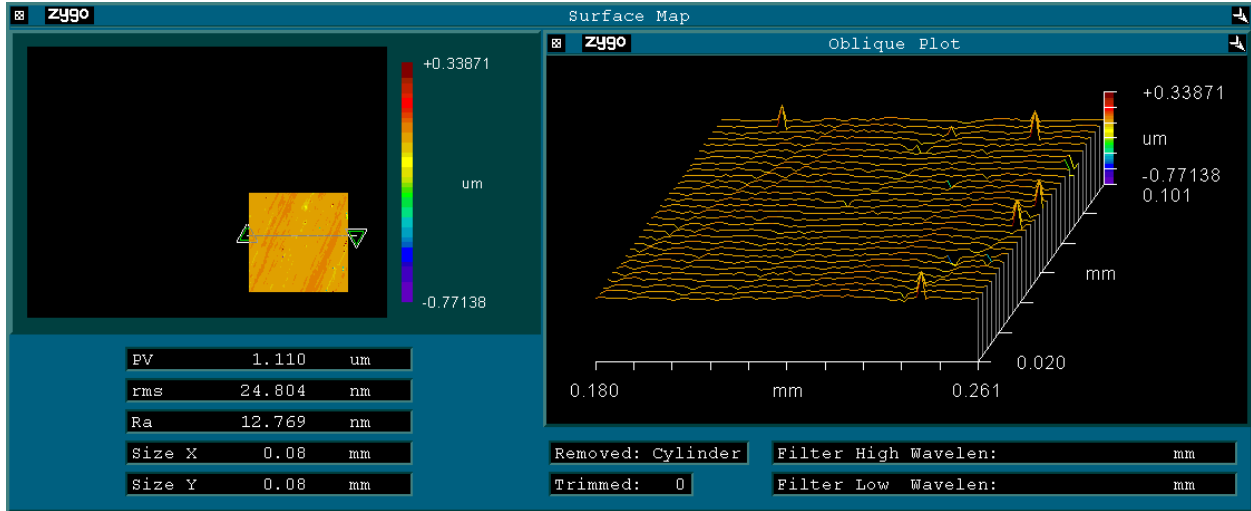 zygo Surface Map
+0.33871
um
-0.77138
zygo Oblique Plot
+0.33871
um
-0.77138
0.101
mm
0.020
0.180 mm 0.261
PV 1.110 um
rms 24.804 nm
Ra 12.769 nm
Size X 0.08 mm
Size Y 0.08 mm
Removed: Cylinder
Trimmed: 0
Filter High Wavelen: mm
Filter Low Wavelen: mm